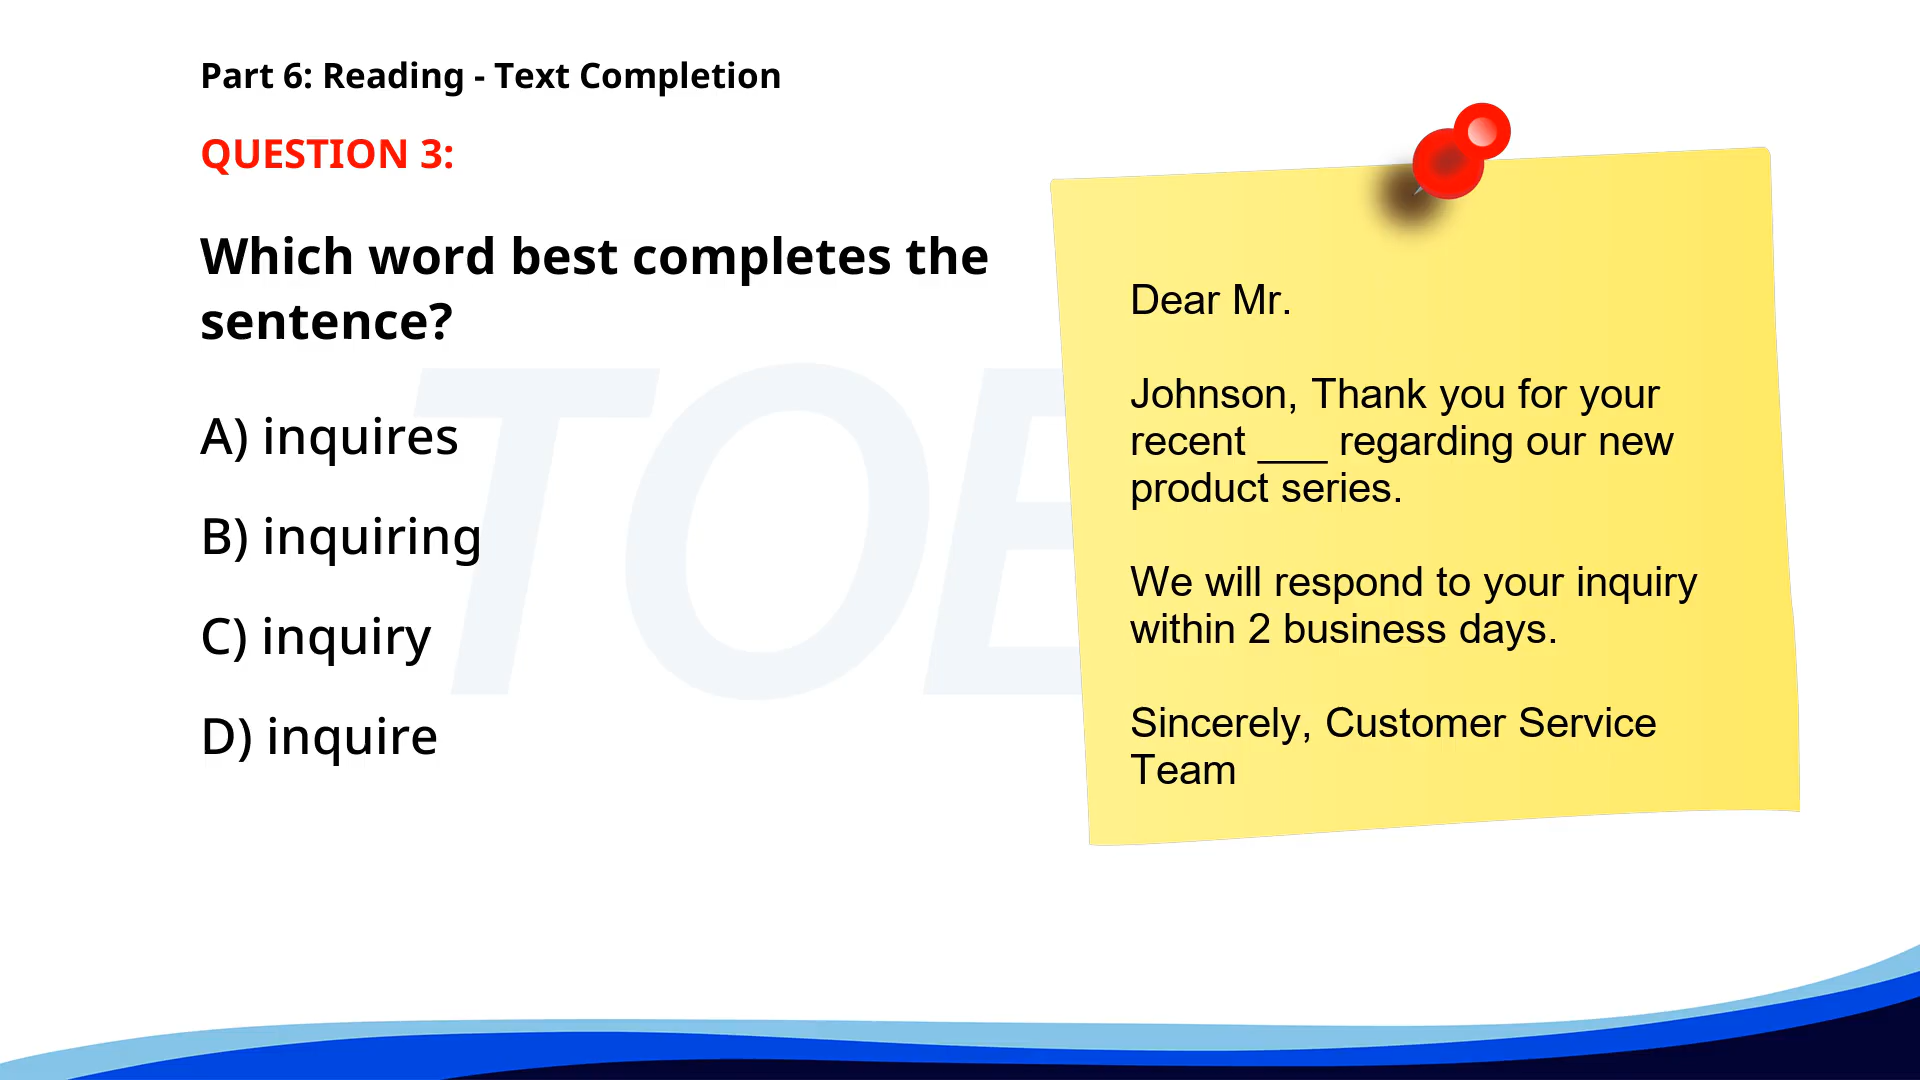 Part 6: Reading - Text Completion
QUESTION 3:
Which word best completes the
sentence?
A) inquires
B) inquiring
C) inquiry
D) inquire
Dear Mr.
Johnson, Thank you for your
recent ___ regarding our new
product series.
We will respond to your inquiry
within 2 business days.
Sincerely, Customer Service
Team